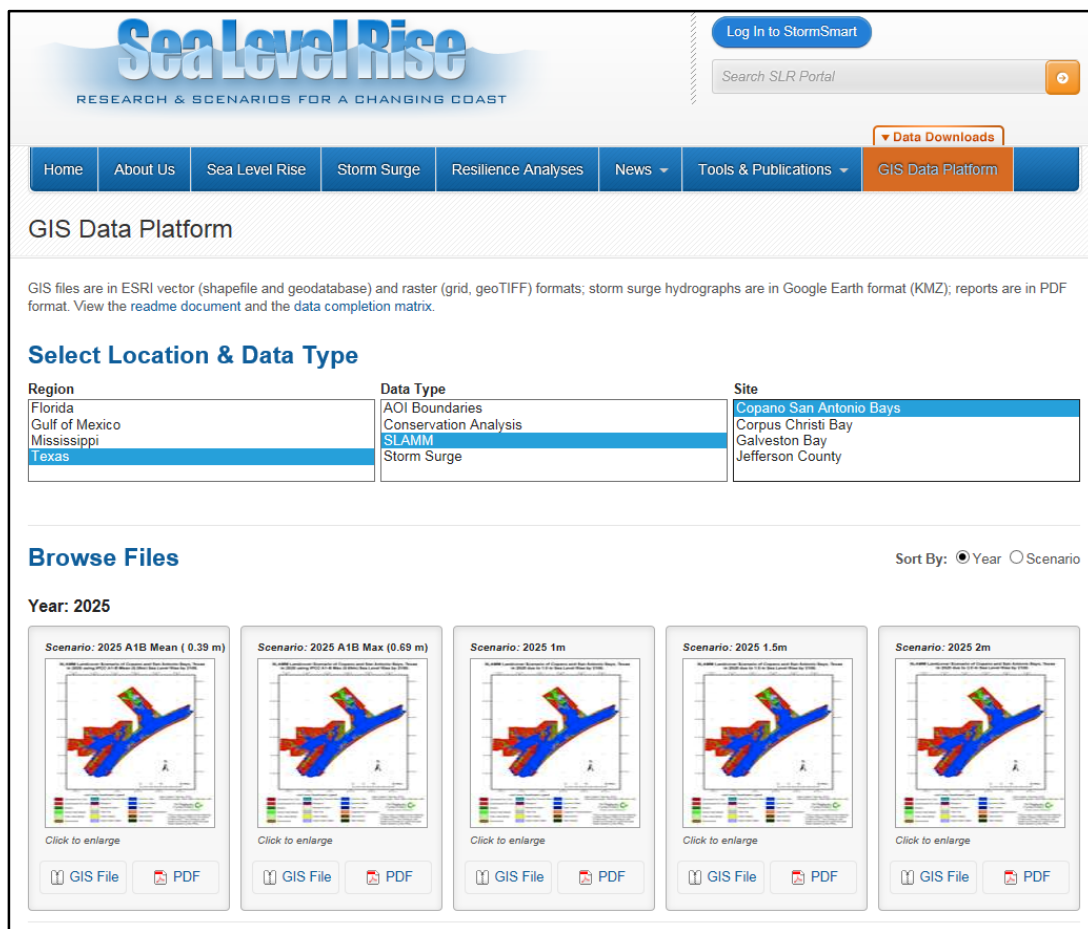 Sea Level Rise
RESEARCH & SCENARIOS FOR A CHANGING COAST
Log In to StormSmart
Search SLR Portal
Data Downloads
Home About Us Sea Level Rise Storm Surge Resilience Analyses News Tools & Publications GIS Data Platform
GIS Data Platform
GIS files are in ESRI vector (shapefile and geodatabase) and raster (grid, geoTIFF) formats; storm surge hydrographs are in Google Earth format (KMZ); reports are in PDF
format. View the readme document and the data completion matrix.
Select Location & Data Type
Region Data Type Site
Florida AOI Boundaries Copano San Antonio Bays
Gulf of Mexico Conservation Analysis Corpus Christi Bay
Mississippi SLAMM Galveston Bay
Texas Storm Surge Jefferson County
Browse Files
Sort By: Year Scenario
Year: 2025
Scenario: 2025 A1B Mean ( 0.39 m) Scenario: 2025 A1B Max (0.69 m) Scenario: 2025 1m Scenario: 2025 1.5m Scenario: 2025 2m
Click to enlarge Click to enlarge Click to enlarge Click to enlarge Click to enlarge
GIS File PDF GIS File PDF GIS File PDF GIS File PDF GIS File PDF